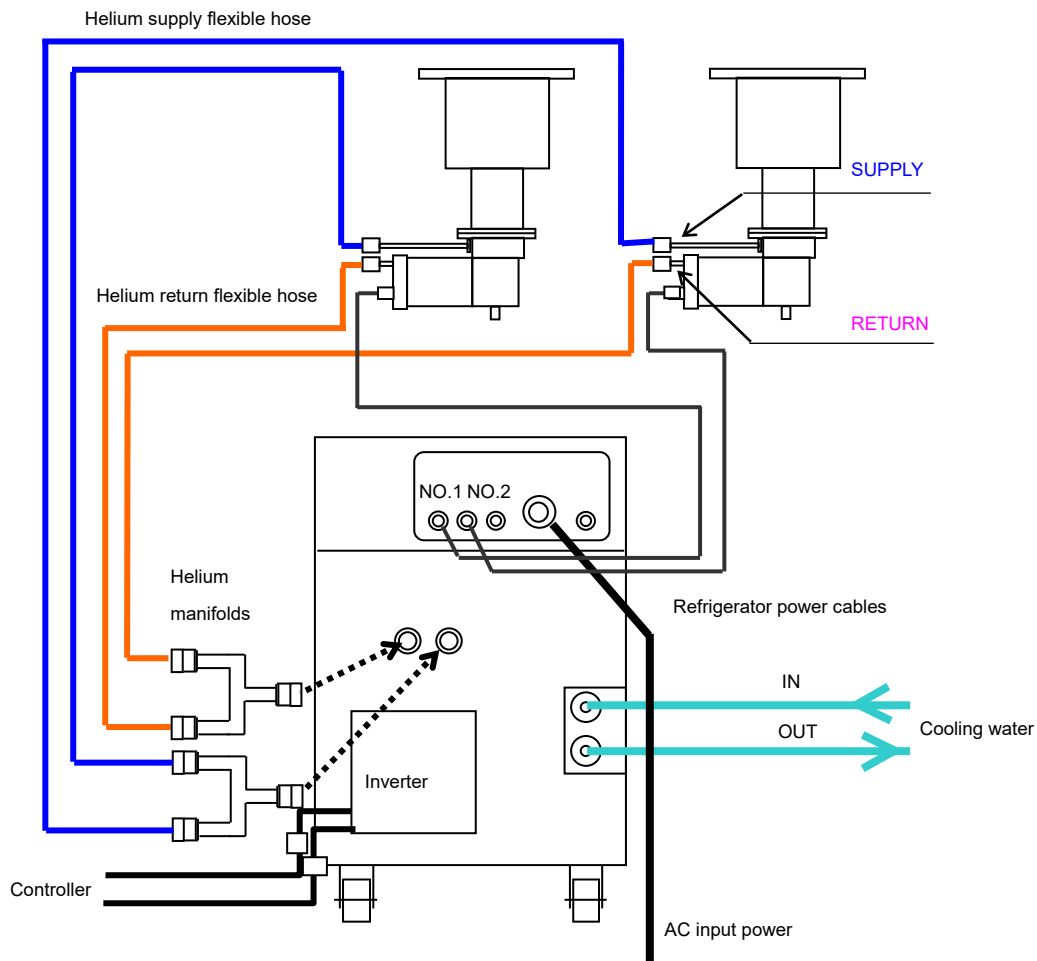 Helium supply flexible hose
SUPPLY
Helium return flexible hose
RETURN
NO.1 NO.2
Helium
manifolds
Refrigerator power cables
IN
OUT
Cooling water
Inverter
Controller
AC input power